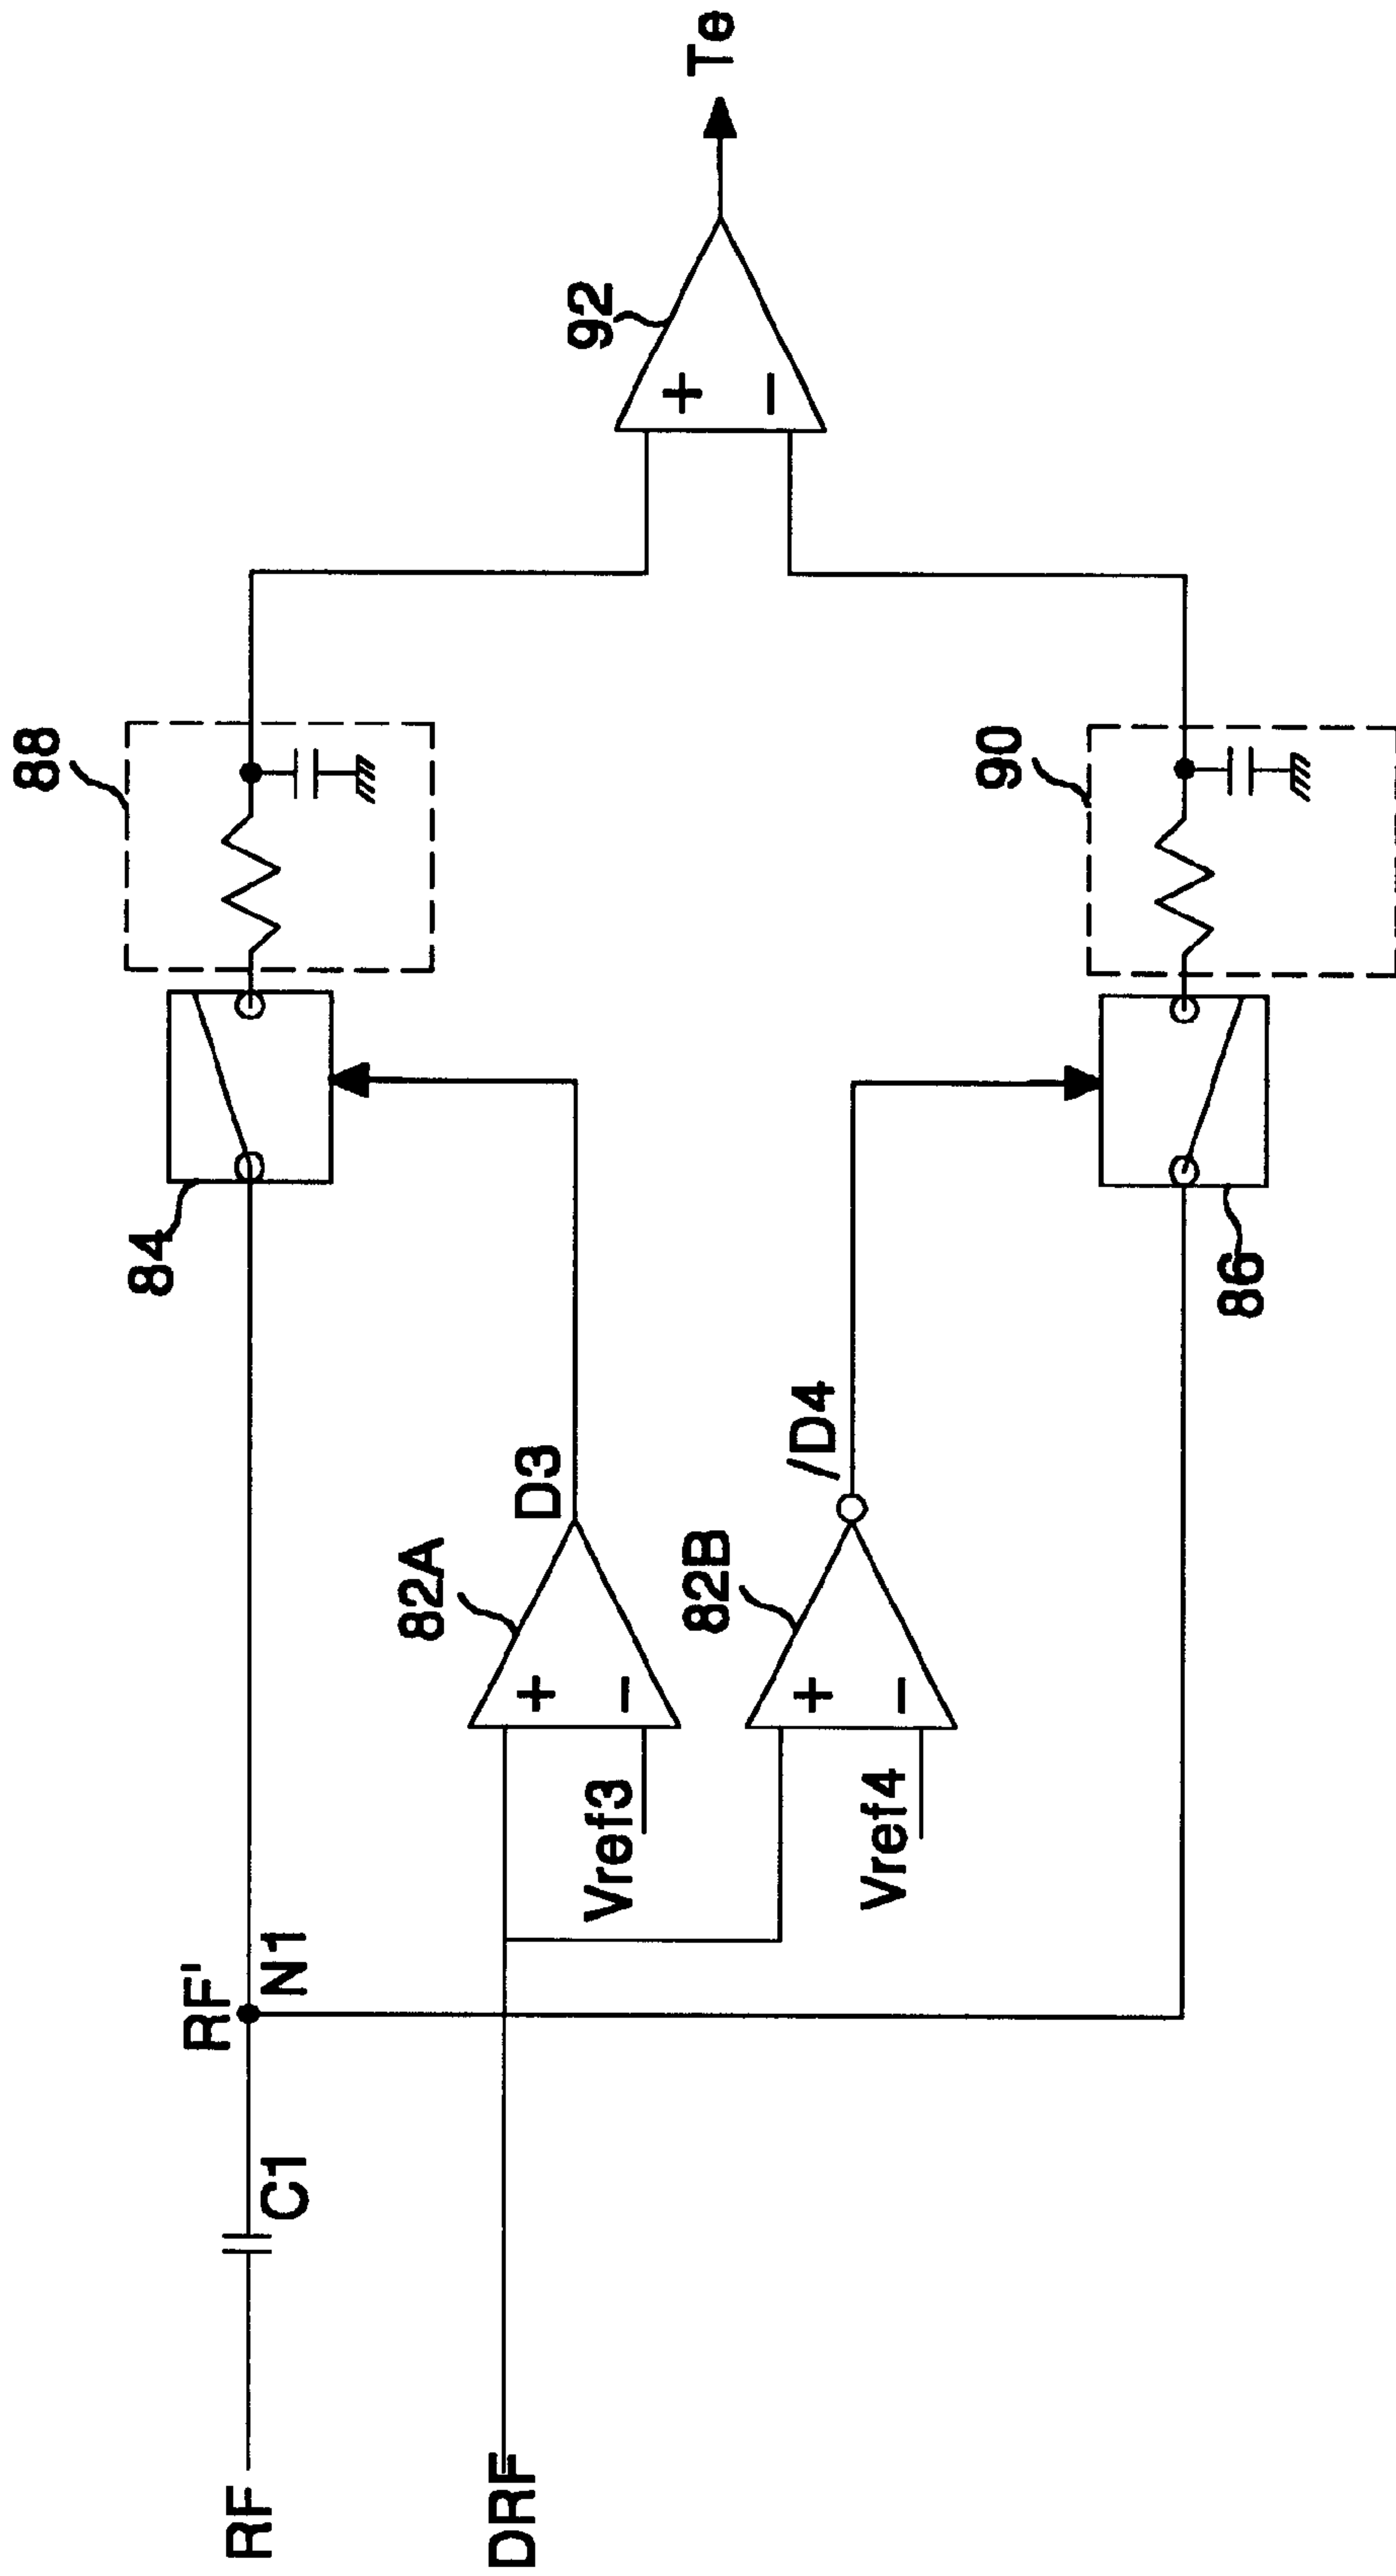 RF
C1
RF'
N1
84
88
DRF
82A
+
−
Vref3
D3
82B
+
−
Vref4
/D4
92
+
−
Te
86
90